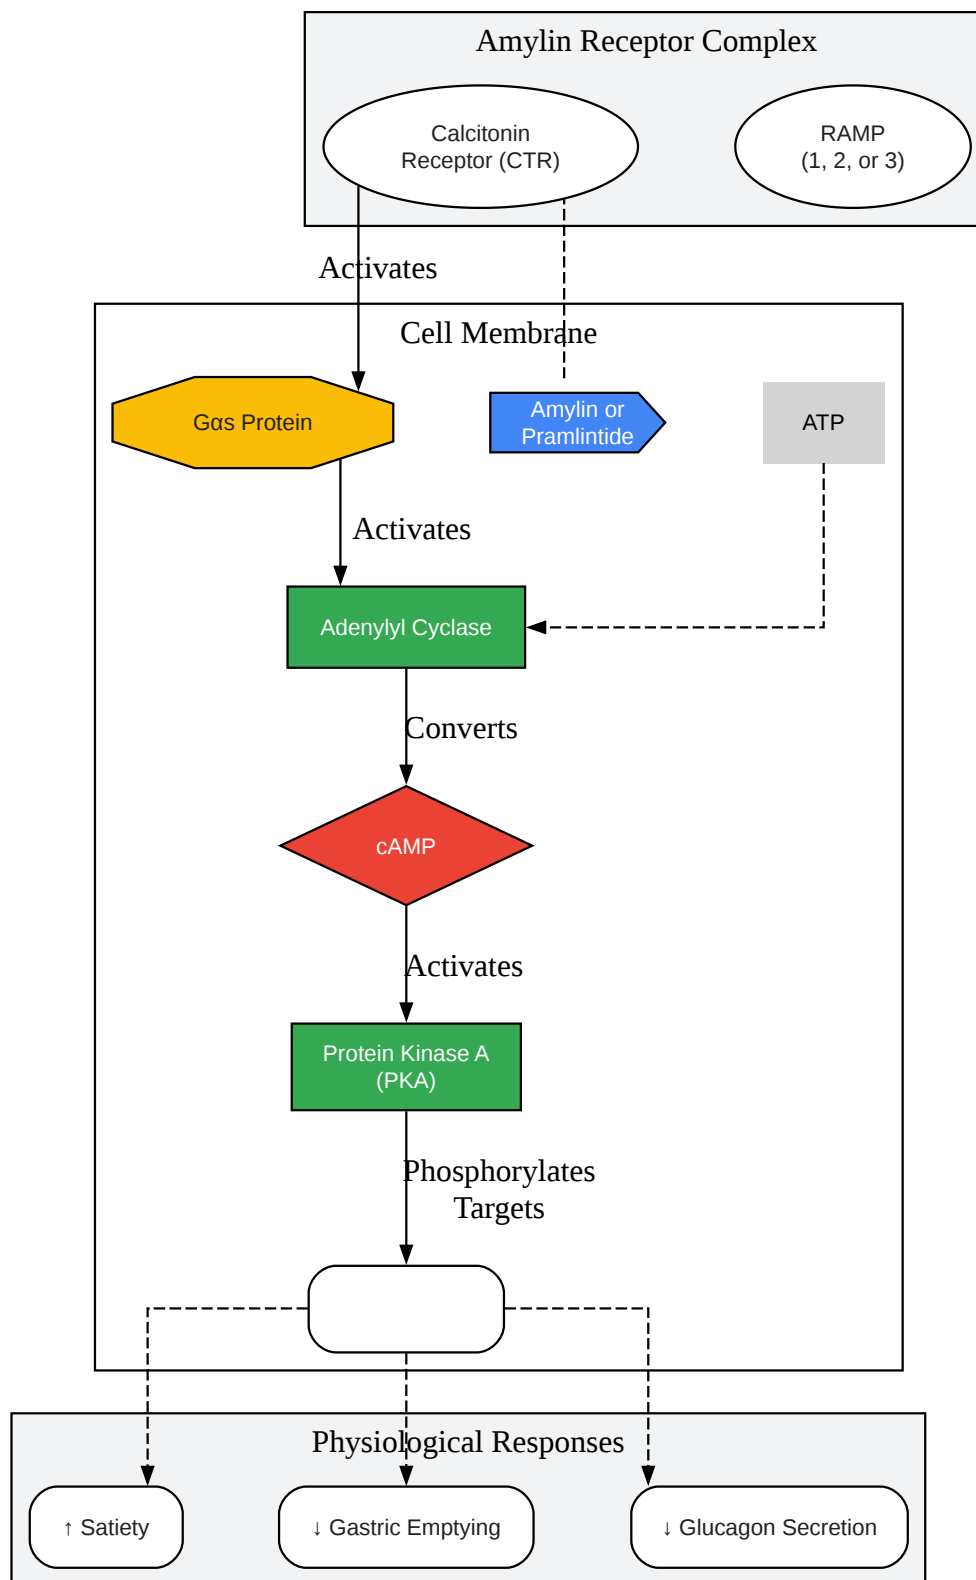 Amylin Receptor Complex
Calcitonin
Receptor (CTR)
RAMP
(1, 2, or 3)
Activates
Cell Membrane
Gαs Protein
Amylin or
Pramlintide
ATP
Activates
Adenylyl Cyclase
Converts
cAMP
Activates
Protein Kinase A
(PKA)
Phosphorylates
Targets
Physiological Responses
↑ Satiety
↓ Gastric Emptying
↓ Glucagon Secretion